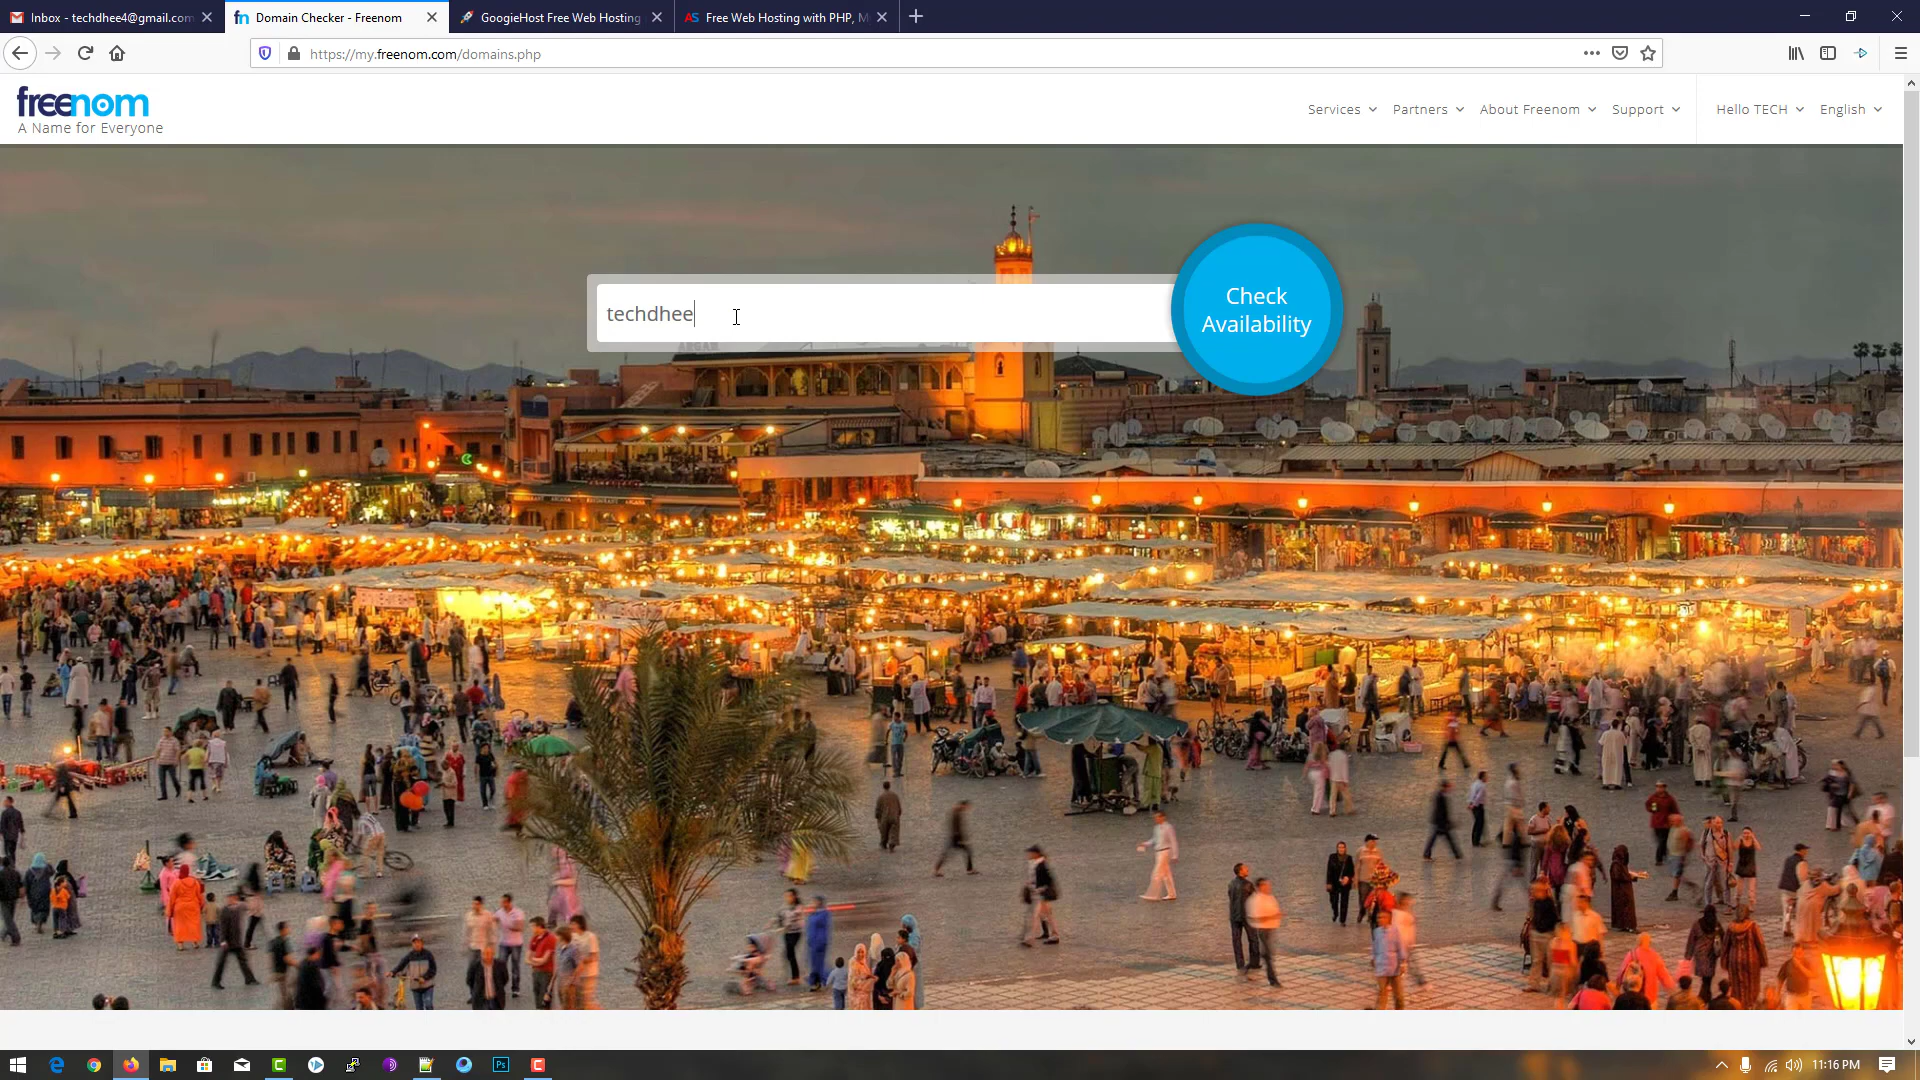 Inbox - techdhee4@gmail.com
Domain Checker - Freenom
GoogieHost Free Web Hosting
AS Free Web Hosting with PHP, M
https://my.freenom.com/domains.php
freenom
A Name for Everyone
Services
Partners
About Freenom
Support
Hello TECH
English
techdhee
Check
Availability
Ps
11:16 PM